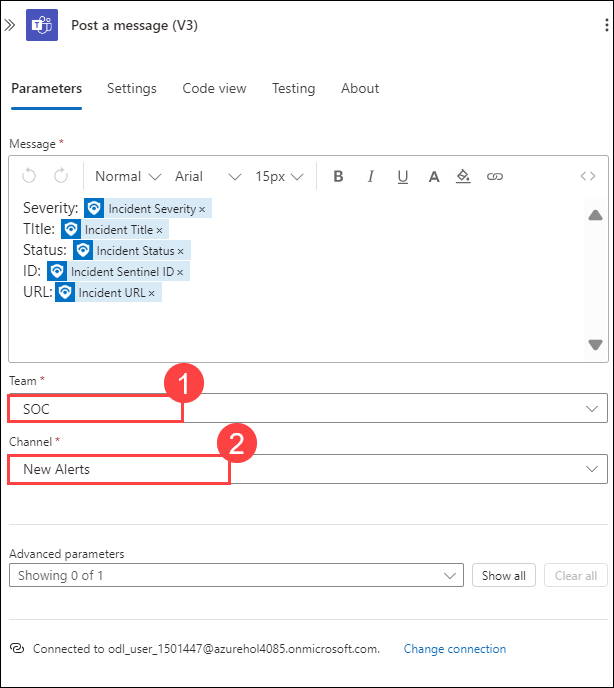 Post a message (V3)
Parameters Settings Code view Testing About
Message *
Normal Arial 15px B I U A
Severity: Incident Severity ×
TItle: Incident Title ×
Status: Incident Status ×
ID: Incident Sentinel ID ×
URL: Incident URL ×
1
Team *
SOC
2
Channel *
New Alerts
Advanced parameters
Showing 0 of 1 Show all Clear all
Connected to odl_user_1501447@azurehol4085.onmicrosoft.com. Change connection